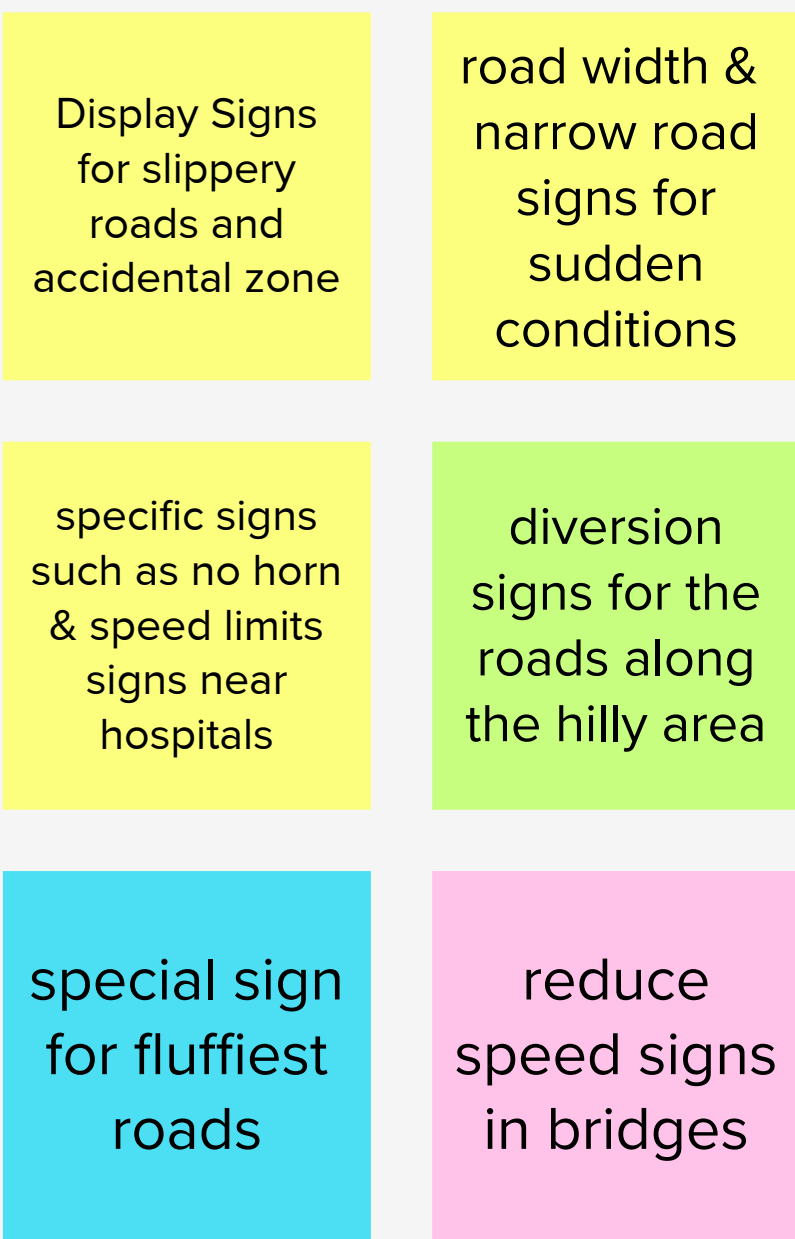 Display Signs
for slippery
roads and
accidental zone
road width &
narrow road
signs for
sudden
conditions
specific signs
such as no horn
& speed limits
signs near
hospitals
diversion
signs for the
roads along
the hilly area
special sign
for fluffiest
roads
reduce
speed signs
in bridges